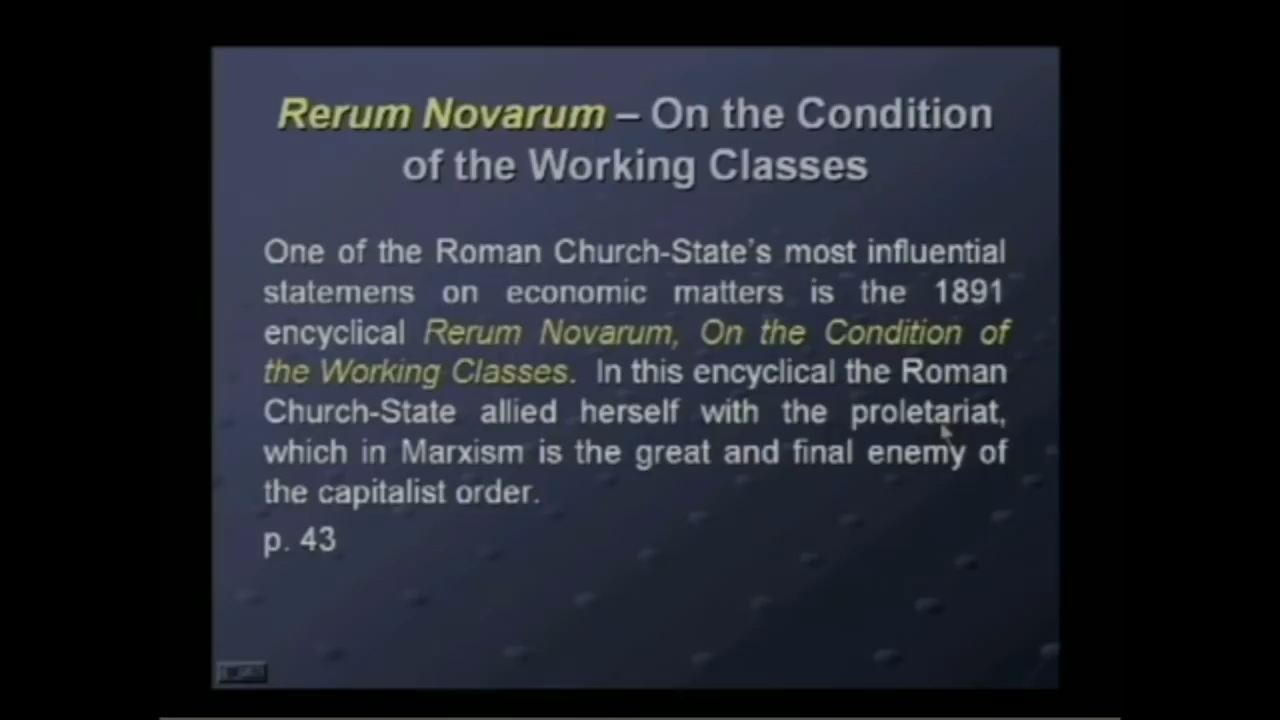 Rerum Novarum – On the Condition
of the Working Classes
One of the Roman Church-State's most influential
statemens on economic matters is the 1891
encyclical Rerum Novarum, On the Condition of
the Working Classes. In this encyclical the Roman
Church-State allied herself with the proletariat,
which in Marxism is the great and final enemy of
the capitalist order.
p. 43